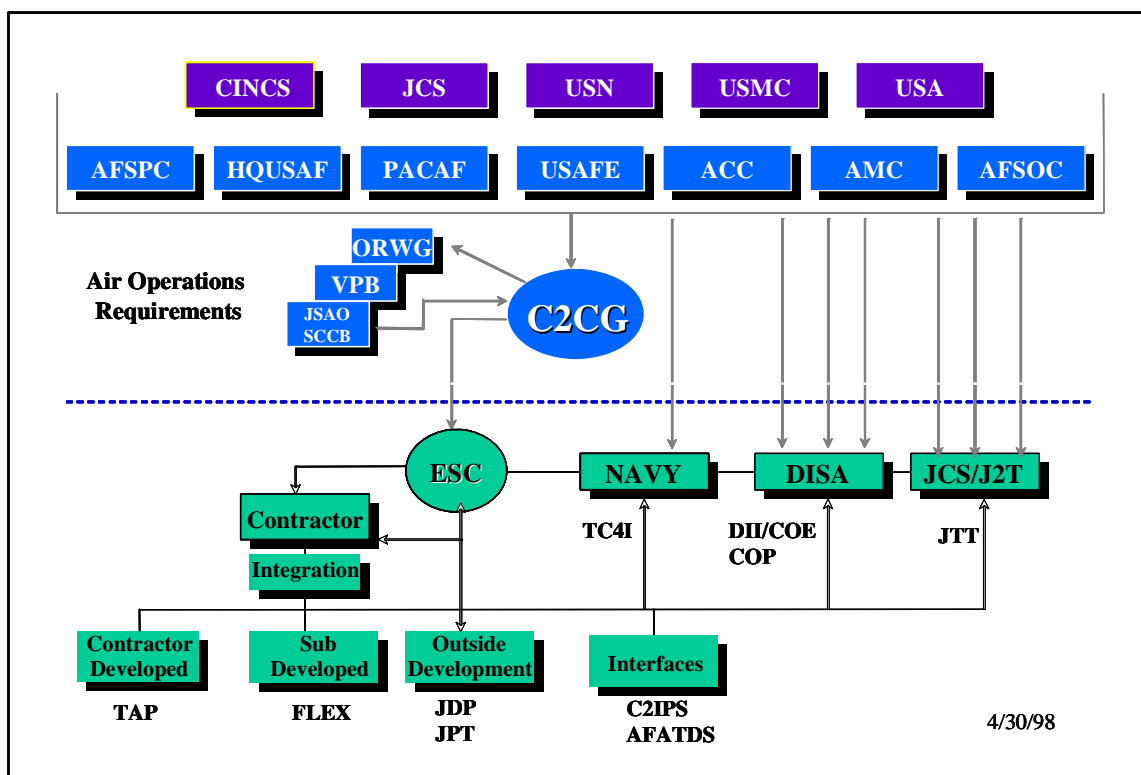 CINCS
JCS
USN
USMC
USA
AFSPC
HQUSAF
PACAF
USAFE
ACC
AMC
AFSOC
ORWG
VPB
JSAO
SCCB
Air Operations
Requirements
C2CG
ESC
NAVY
DISA
JCS/J2T
Contractor
TC4I
DII/COE
COP
JTT
Integration
Contractor
Developed
Sub
Developed
Outside
Development
Interfaces
TAP
FLEX
JDP
JPT
C2IPS
AFATDS
4/30/98